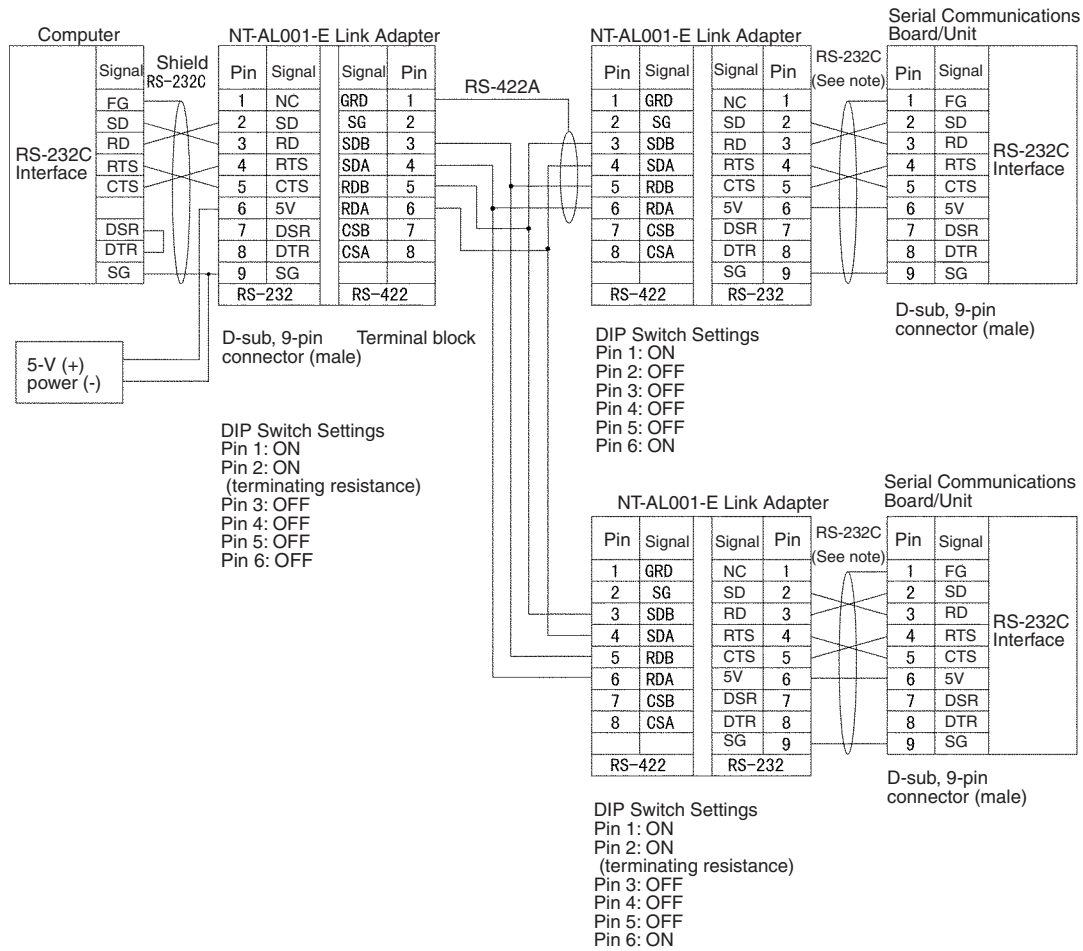 Computer
Signal
Shield
RS-232C
FG
SD
RD
RTS
CTS
DSR
DTR
SG
RS-232C
Interface
5-V (+)
power (-)
NT-AL001-E Link Adapter
Pin Signal Signal Pin
1 NC GRD 1
2 SD SG 2
3 RD SDB 3
4 RTS SDA 4
5 CTS RDB 5
6 5V RDA 6
7 DSR CSB 7
8 DTR CSA 8
9 SG
RS-232 RS-422
D-sub, 9-pin
connector (male)
Terminal block
DIP Switch Settings
Pin 1: ON
Pin 2: ON
(terminating resistance)
Pin 3: OFF
Pin 4: OFF
Pin 5: OFF
Pin 6: OFF
RS-422A
NT-AL001-E Link Adapter
Pin Signal Signal Pin
1 GRD NC 1
2 SG SD 2
3 SDB RD 3
4 SDA RTS 4
5 RDB CTS 5
6 RDA 5V 6
7 CSB DSR 7
8 CSA DTR 8
SG 9
RS-422 RS-232
DIP Switch Settings
Pin 1: ON
Pin 2: OFF
Pin 3: OFF
Pin 4: OFF
Pin 5: OFF
Pin 6: ON
RS-232C
(See note)
Serial Communications
Board/Unit
Pin Signal
1 FG
2 SD
3 RD
4 RTS
5 CTS
6 5V
7 DSR
8 DTR
9 SG
RS-232C
Interface
D-sub, 9-pin
connector (male)
NT-AL001-E Link Adapter
Pin Signal Signal Pin
1 GRD NC 1
2 SG SD 2
3 SDB RD 3
4 SDA RTS 4
5 RDB CTS 5
6 RDA 5V 6
7 CSB DSR 7
8 CSA DTR 8
SG 9
RS-422 RS-232
DIP Switch Settings
Pin 1: ON
Pin 2: ON
(terminating resistance)
Pin 3: OFF
Pin 4: OFF
Pin 5: OFF
Pin 6: ON
RS-232C
(See note)
Serial Communications
Board/Unit
Pin Signal
1 FG
2 SD
3 RD
4 RTS
5 CTS
6 5V
7 DSR
8 DTR
9 SG
RS-232C
Interface
D-sub, 9-pin
connector (male)